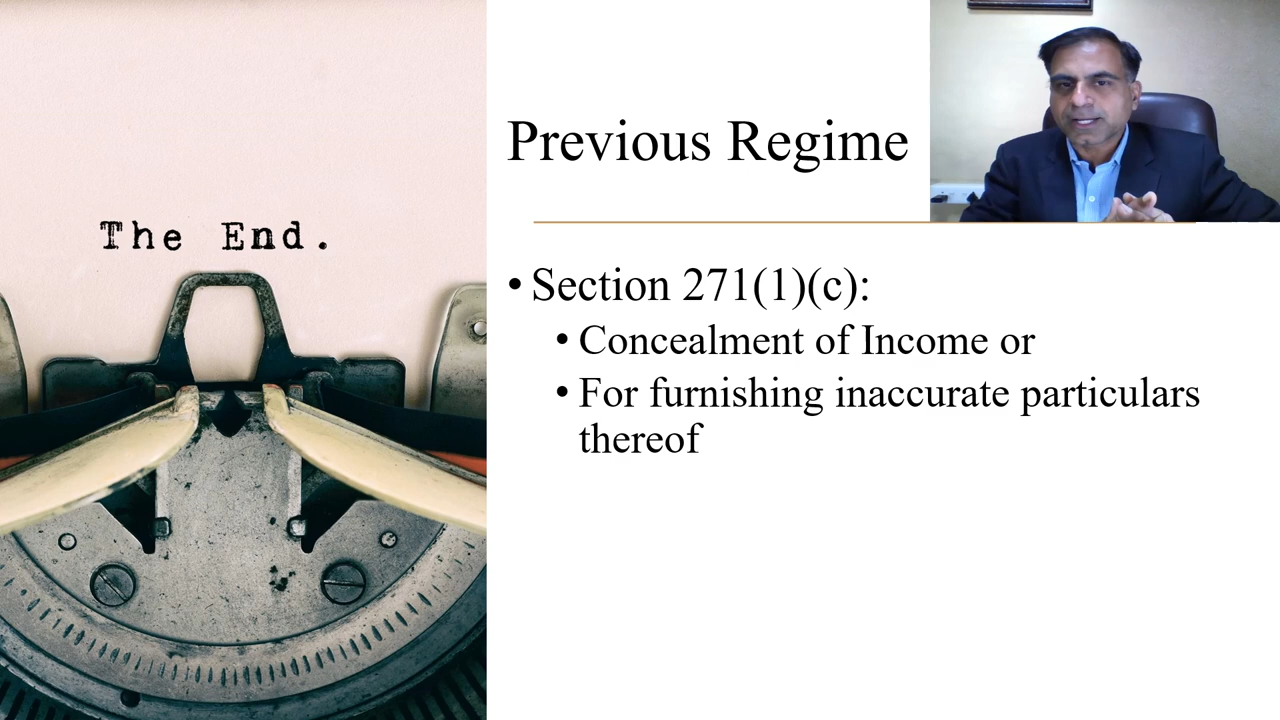 The End.
Previous Regime
• Section 271(1)(c):
• Concealment of Income or
• For furnishing inaccurate particulars
thereof